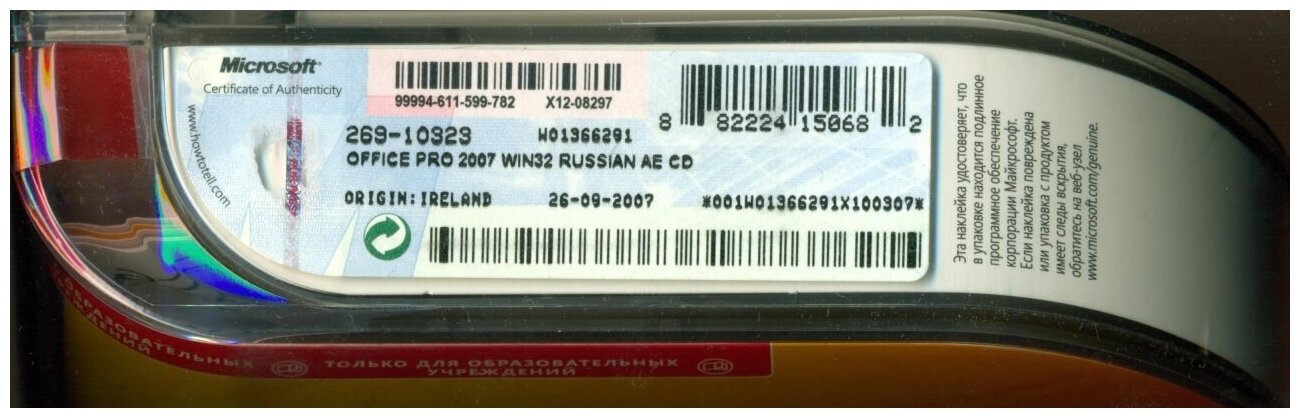 Microsoft
Certificate of Authenticity
www.howtotell.com
99994-611-599-782 X12-08297
8 82224 15068 2
269-10323 W01366291
OFFICE PRO 2007 WIN32 RUSSIAN AE CD
ORIGIN:IRELAND 26-09-2007 *001W01366291X100307*
Эта наклейка удостоверяет, что
в упаковке находится подлинное
программное обеспечение
корпорации Майкрософт.
Если наклейка повреждена
или упаковка с продуктом
имеет следы вскрытия,
обратитесь на веб-узел
www.microsoft.com/genuine.
ТОЛЬКО ДЛЯ ОБРАЗОВАТЕЛЬНЫХ
УЧРЕЖДЕНИЙ